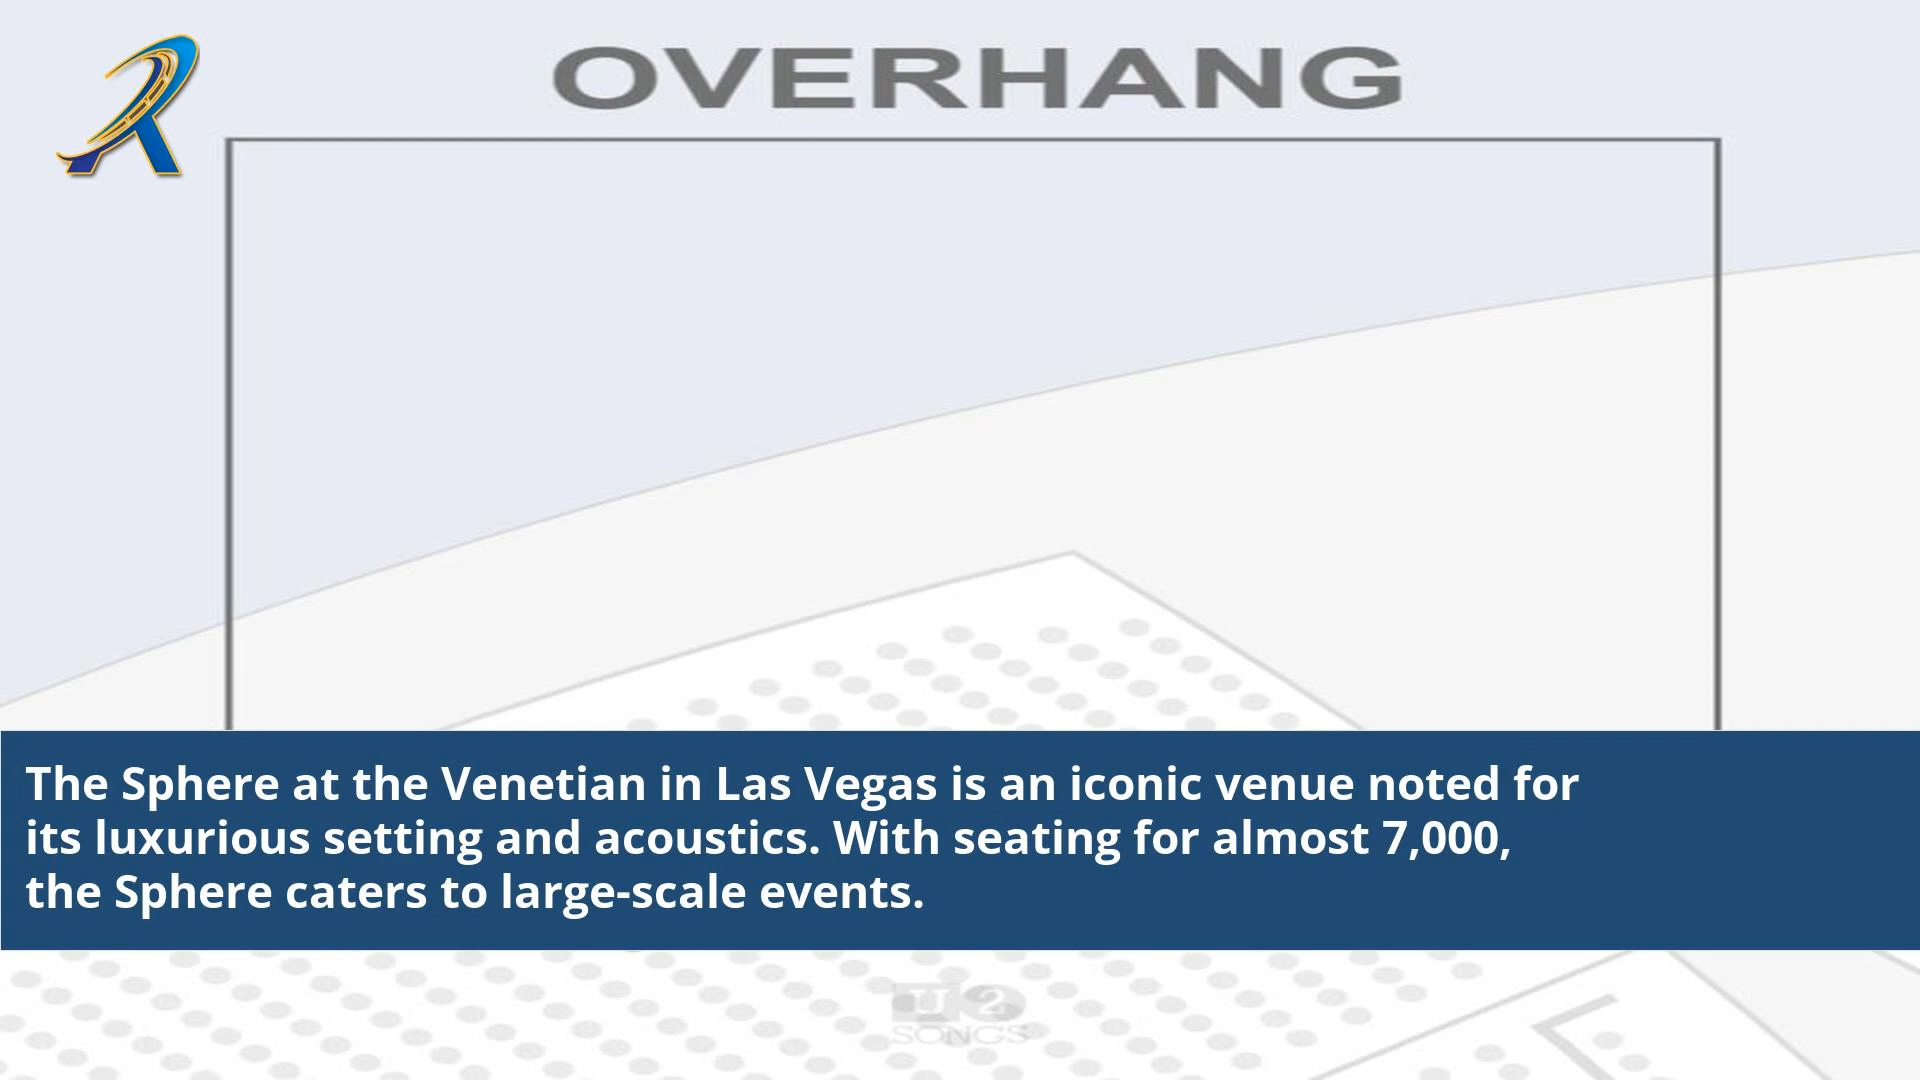 OVERHANG
The Sphere at the Venetian in Las Vegas is an iconic venue noted for
its luxurious setting and acoustics. With seating for almost 7,000,
the Sphere caters to large-scale events.
U2
SONGS